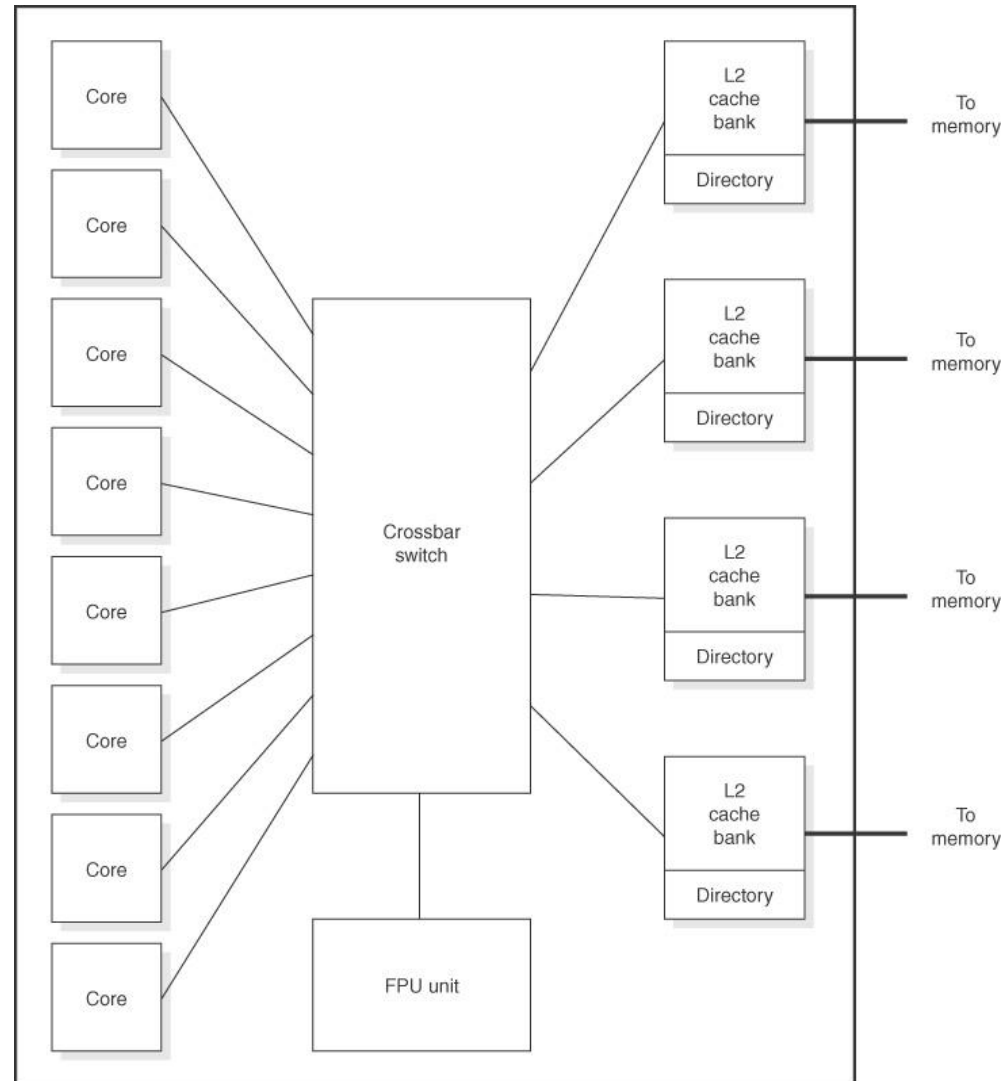 Core
Core
Core
Core
Core
Core
Core
Core
Crossbar
switch
FPU unit
L2
cache
bank
Directory
To
memory
L2
cache
bank
Directory
To
memory
L2
cache
bank
Directory
To
memory
L2
cache
bank
Directory
To
memory